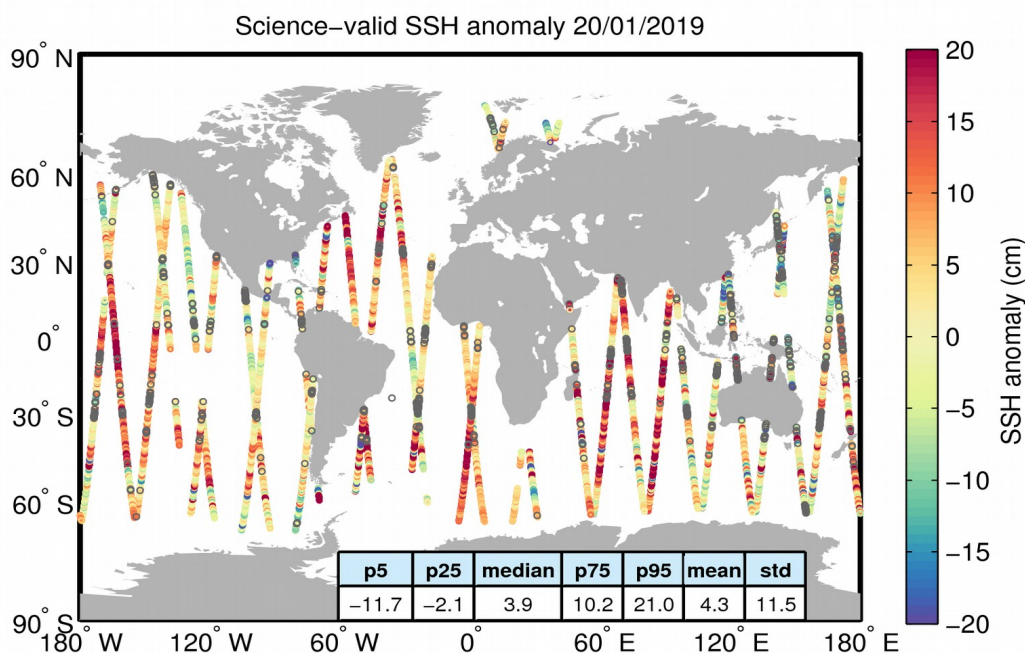 Science−valid SSH anomaly 20/01/2019
90° N
60° N
30° N
0°
30° S
60° S
90° S
180° W
120° W
60° W
0°
60° E
120° E
180° E
p5 p25 median p75 p95 mean std
−11.7 −2.1 3.9 10.2 21.0 4.3 11.5
20
15
10
5
0
−5
−10
−15
−20
SSH anomaly (cm)